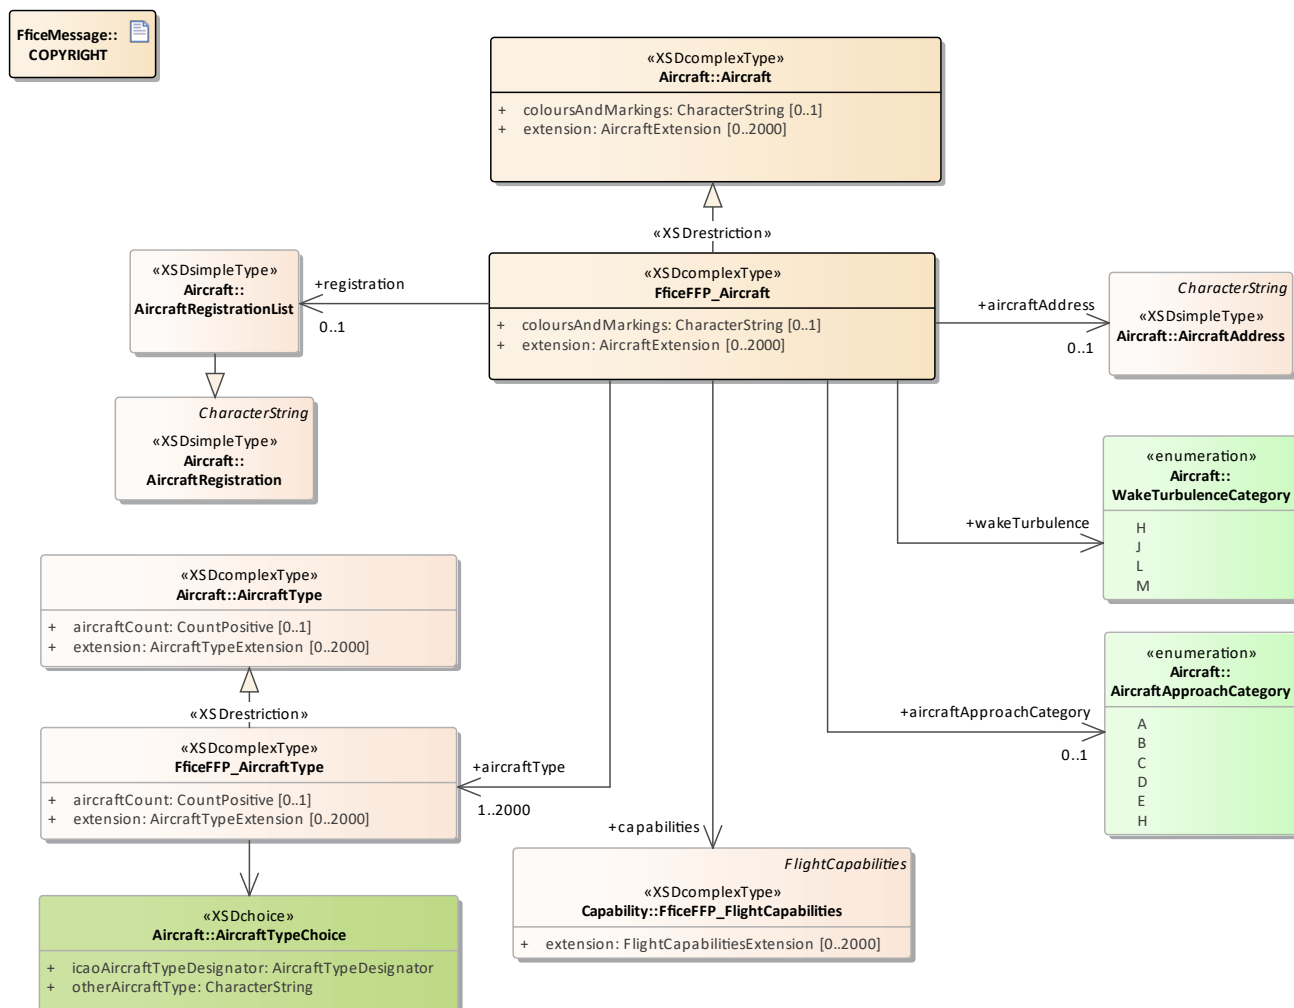 FficeMessage::
COPYRIGHT
«XSDcomplexType»
Aircraft::Aircraft
+ coloursAndMarkings: CharacterString [0..1]
+ extension: AircraftExtension [0..2000]
«XSDrestriction»
«XSDsimpleType»
Aircraft::
AircraftRegistrationList
+registration
0..1
«XSDcomplexType»
FficeFFP_Aircraft
+ coloursAndMarkings: CharacterString [0..1]
+ extension: AircraftExtension [0..2000]
+aircraftAddress
0..1
CharacterString
«XSDsimpleType»
Aircraft::AircraftAddress
CharacterString
«XSDsimpleType»
Aircraft::
AircraftRegistration
«enumeration»
Aircraft::
WakeTurbulenceCategory
H
J
L
M
+wakeTurbulence
«XSDcomplexType»
Aircraft::AircraftType
+ aircraftCount: CountPositive [0..1]
+ extension: AircraftTypeExtension [0..2000]
«XSDrestriction»
«enumeration»
Aircraft::
AircraftApproachCategory
A
B
C
D
E
H
+aircraftApproachCategory
0..1
«XSDcomplexType»
FficeFFP_AircraftType
+ aircraftCount: CountPositive [0..1]
+ extension: AircraftTypeExtension [0..2000]
+aircraftType
1..2000
+capabilities
FlightCapabilities
«XSDcomplexType»
Capability::FficeFFP_FlightCapabilities
+ extension: FlightCapabilitiesExtension [0..2000]
«XSDchoice»
Aircraft::AircraftTypeChoice
+ icaoAircraftTypeDesignator: AircraftTypeDesignator
+ otherAircraftType: CharacterString